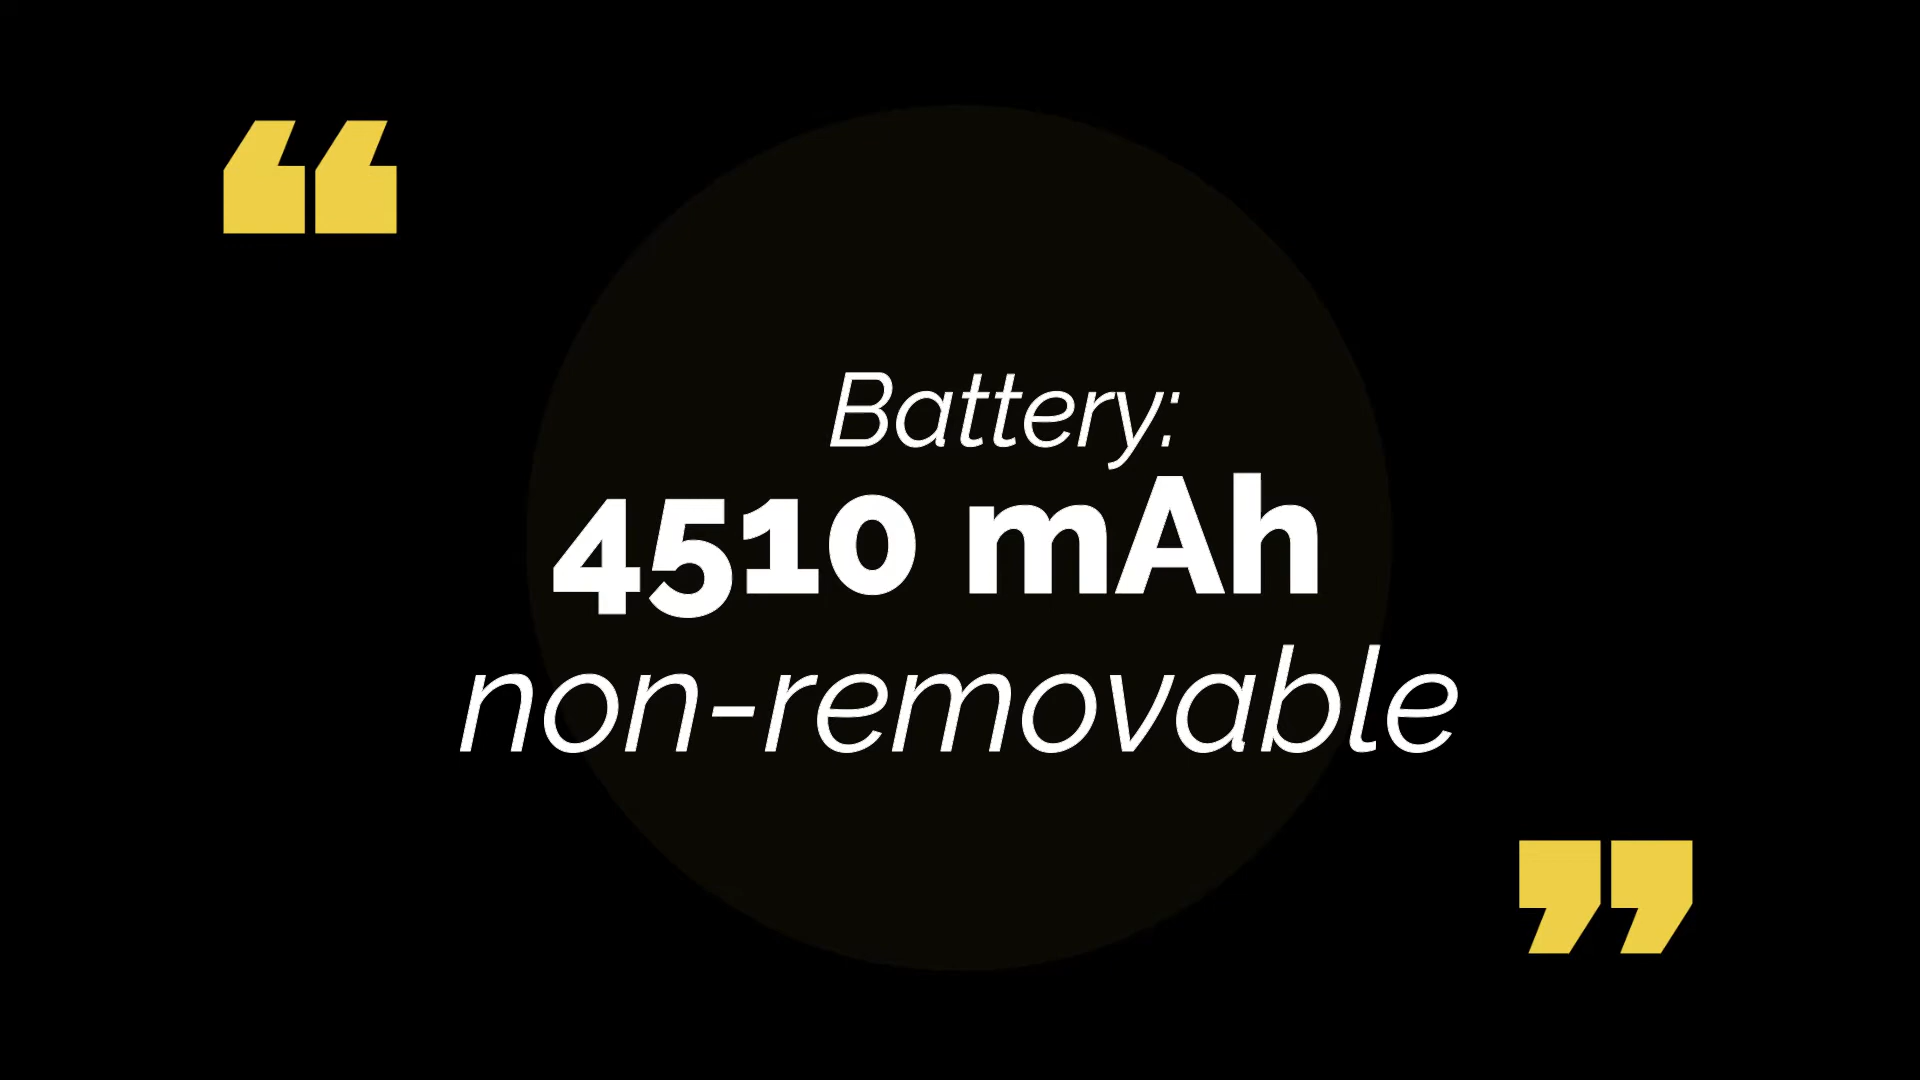 “
Battery:
4510 mAh
non-removable
”